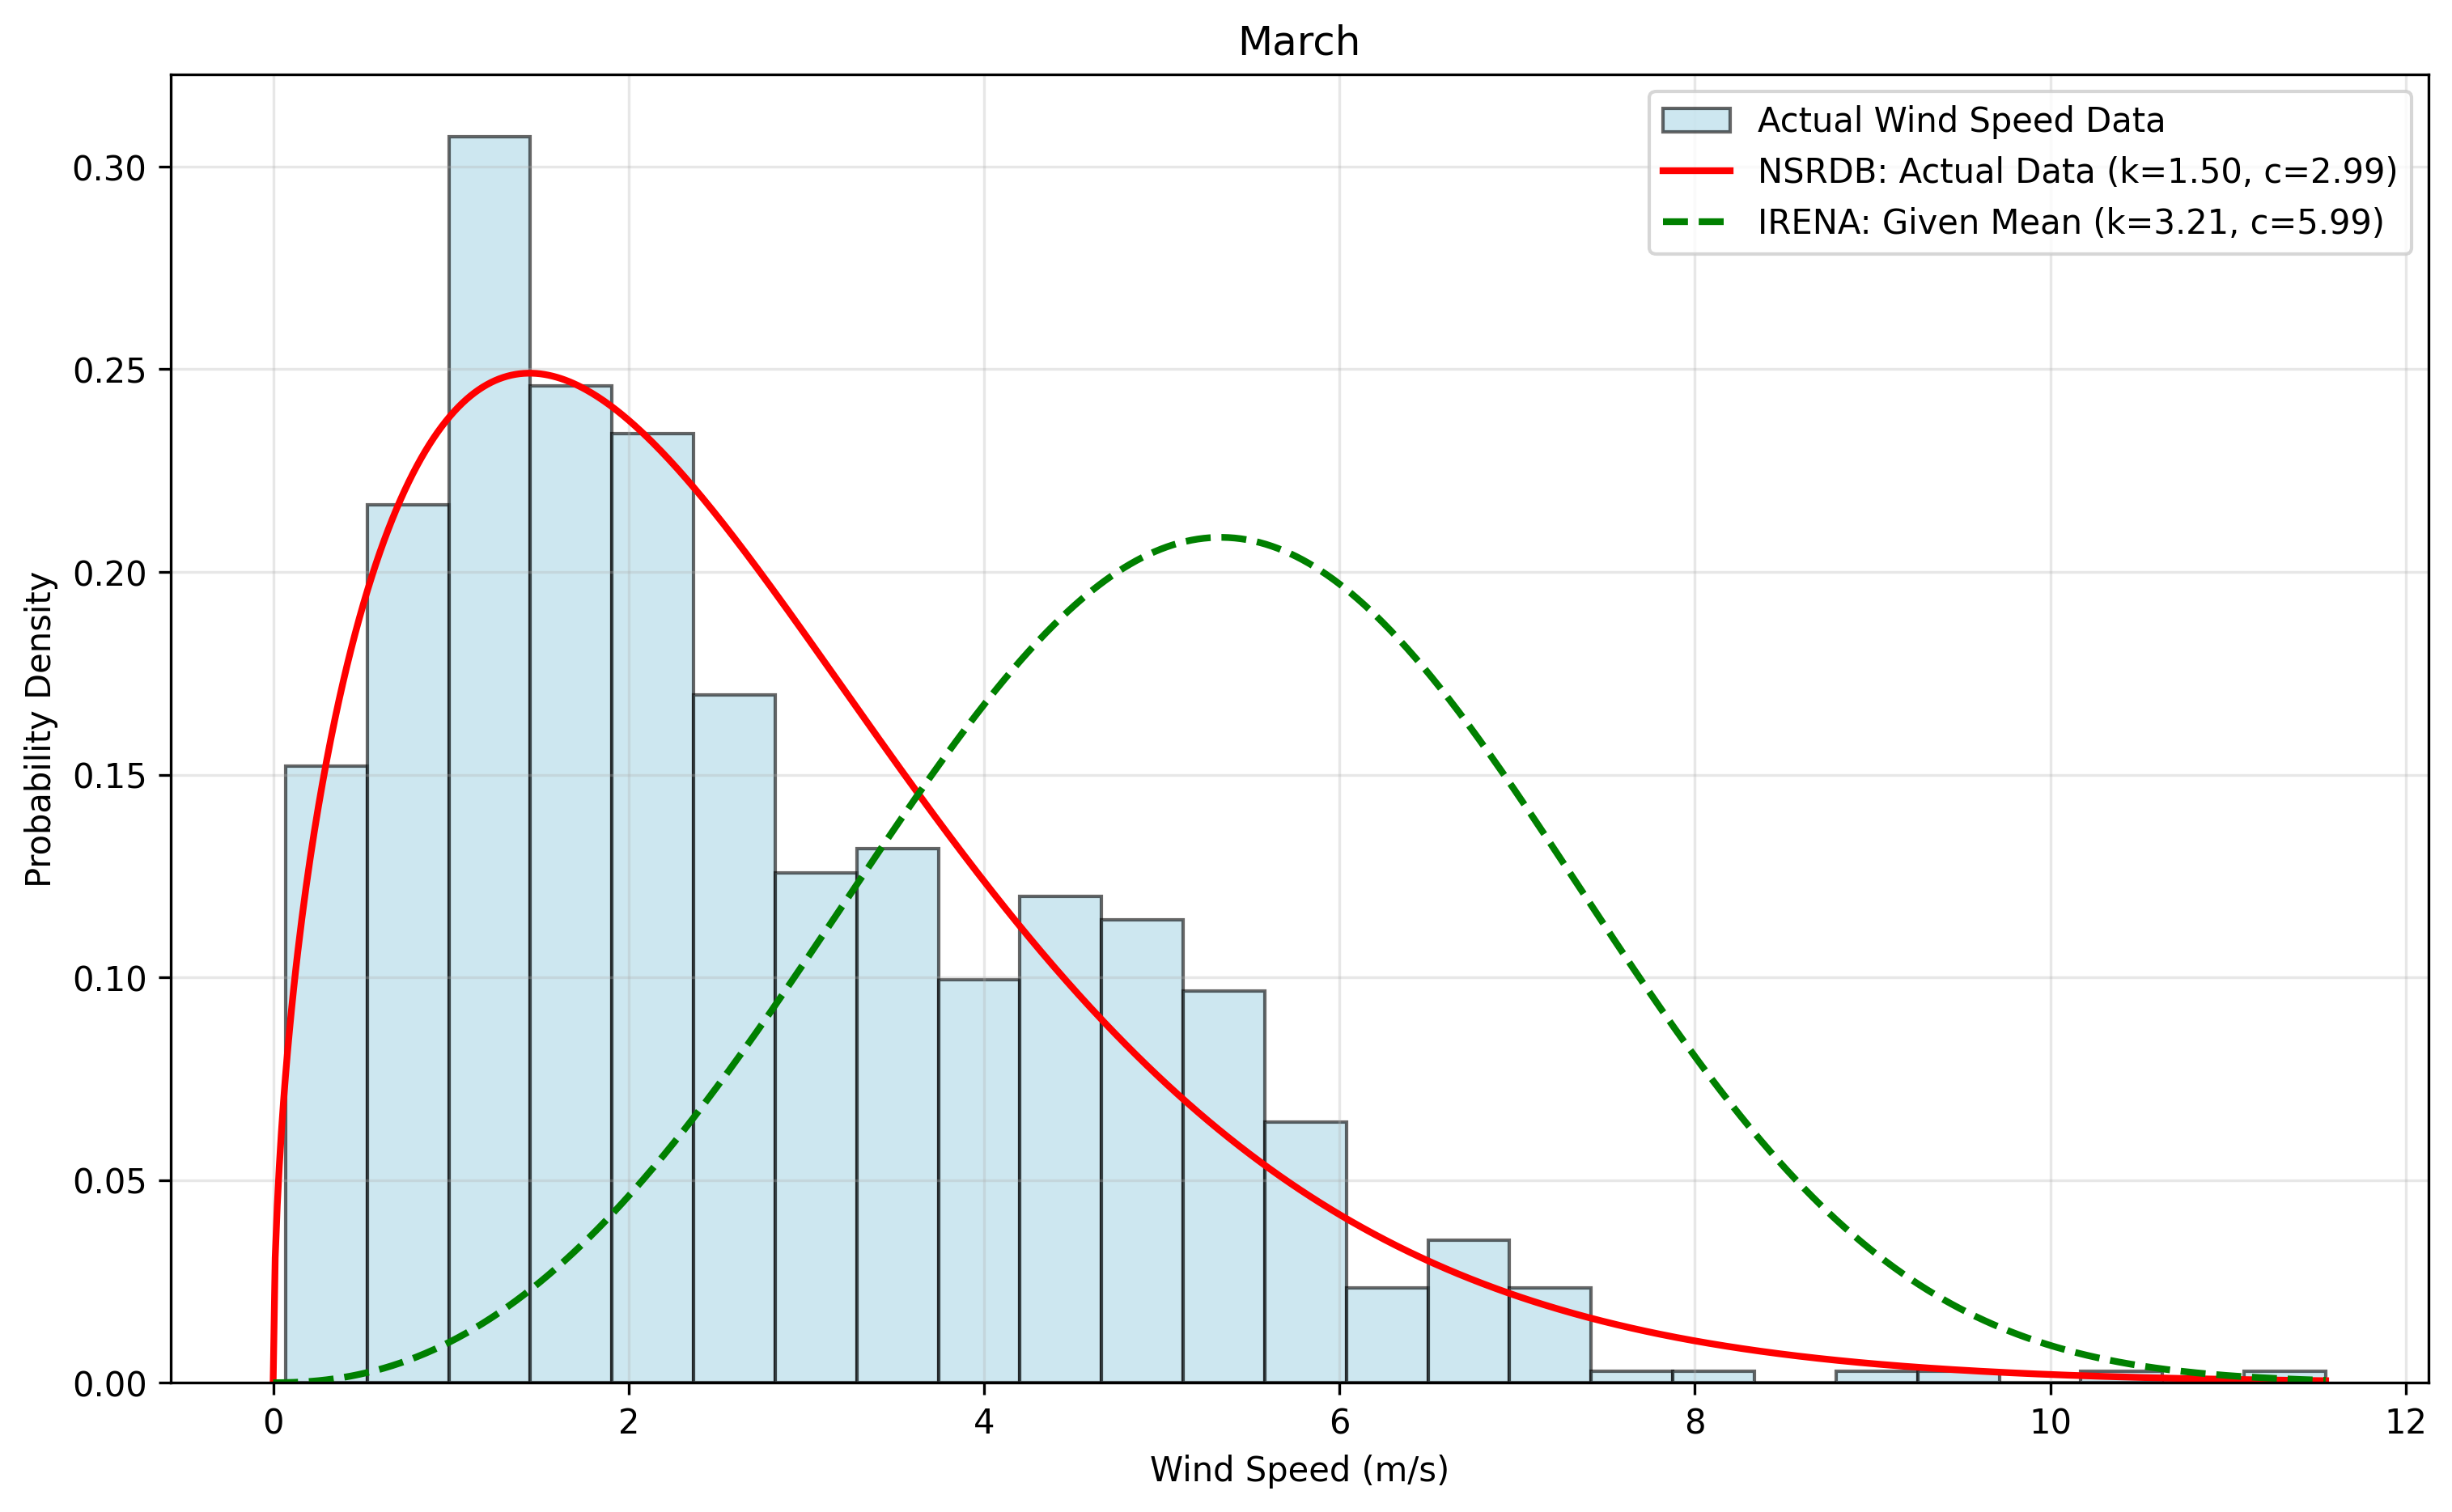 March
Actual Wind Speed Data
NSRDB: Actual Data (k=1.50, c=2.99)
IRENA: Given Mean (k=3.21, c=5.99)
Probability Density
0.30
0.25
0.20
0.15
0.10
0.05
0.00
0 2 4 6 8 10 12
Wind Speed (m/s)